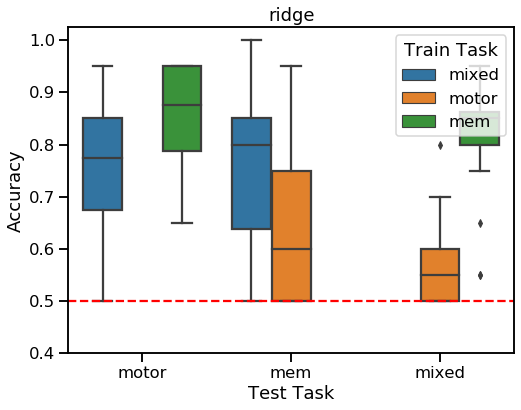 ridge
Train Task
mixed
motor
mem
Accuracy
1.0
0.9
0.8
0.7
0.6
0.5
0.4
motor mem mixed
Test Task